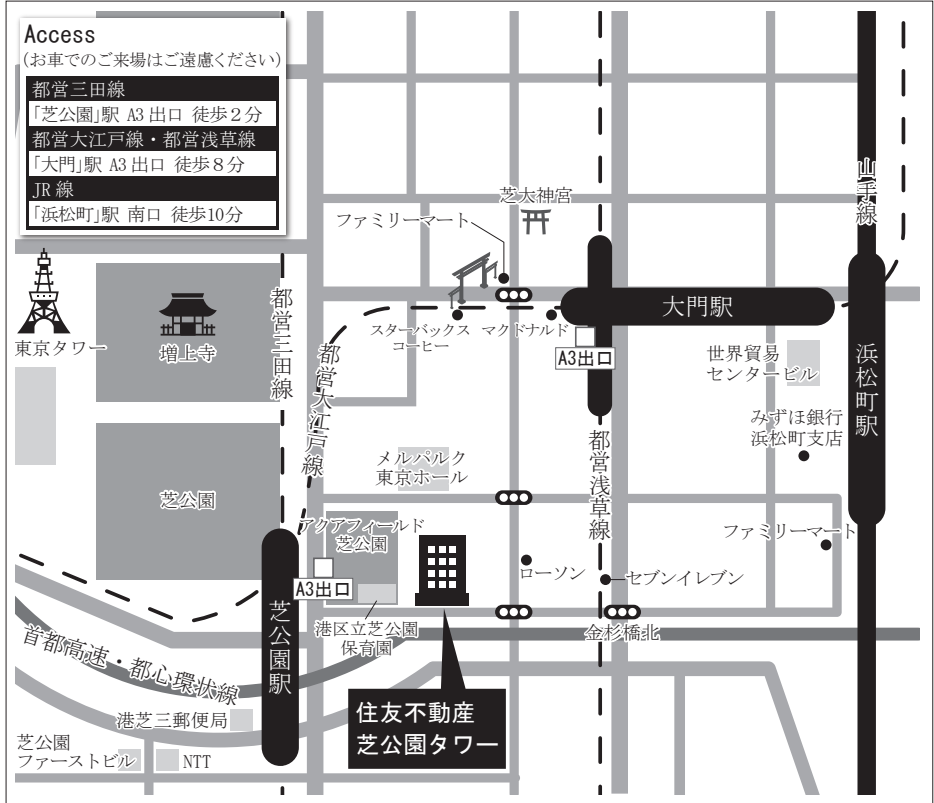 Access
(お車でのご来場はご遠慮ください)
都営三田線
「芝公園」駅 A3 出口 徒歩2分
都営大江戸線・都営浅草線
「大門」駅 A3 出口 徒歩8分
JR 線
「浜松町」駅 南口 徒歩10分
山手線
芝大神宮
ファミリーマート
東京タワー
増上寺
都営三田線
都営大江戸線
スターバックス
コーヒー
マクドナルド
大門駅
A3出口
世界貿易
センタービル
浜松町駅
みずほ銀行
浜松町支店
都営浅草線
メルパルク
東京ホール
芝公園
アクアフィールド
芝公園
A3出口
ローソン
セブンイレブン
ファミリーマート
芝公園駅
港区立芝公園
保育園
金杉橋北
首都高速・都心環状線
住友不動産
芝公園タワー
港芝三郵便局
芝公園
ファーストビル
NTT